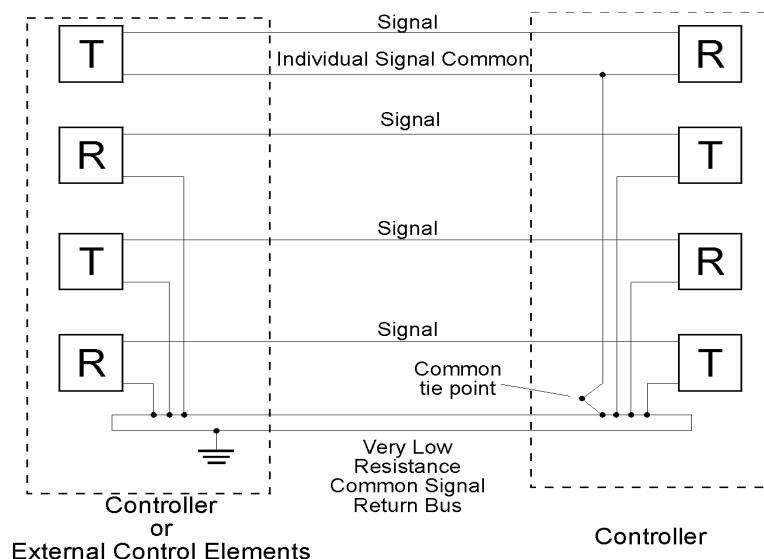 Signal
T
Individual Signal Common
R
Signal
R
T
Signal
T
R
Signal
R
Common
tie point
T
Very Low
Resistance
Common Signal
Return Bus
Controller
or
External Control Elements
Controller